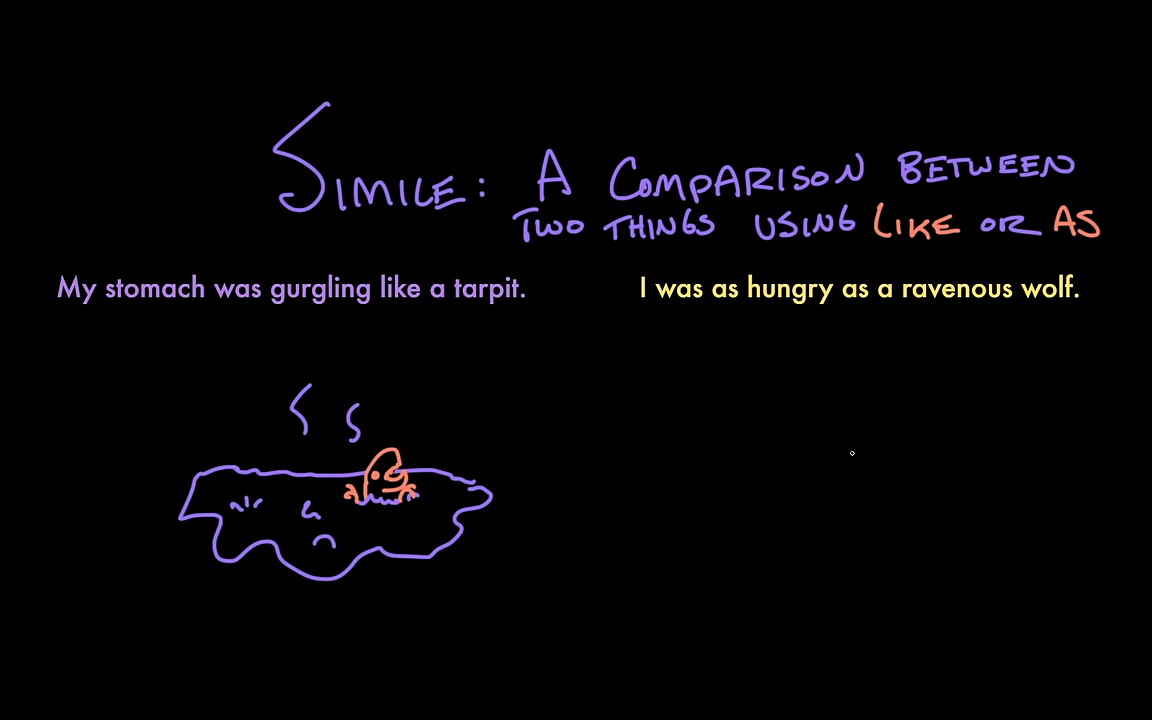 SIMILE: A COMPARISON BETWEEN
TWO THINGS USING LIKE OR AS
My stomach was gurgling like a tarpit.
I was as hungry as a ravenous wolf.